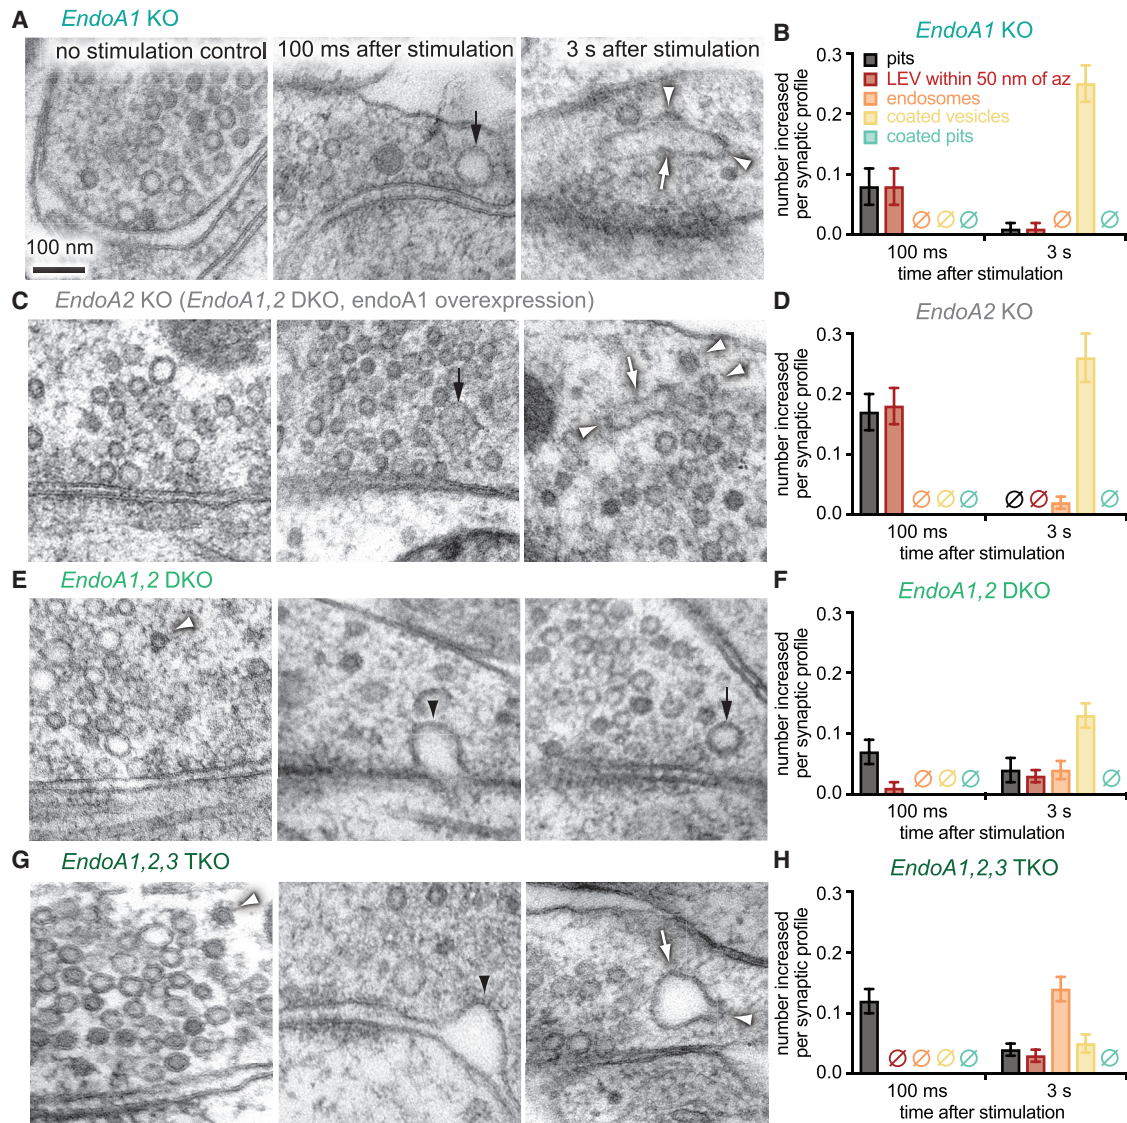 A EndoA1 KO
no stimulation control
100 ms after stimulation
3 s after stimulation
100 nm
B EndoA1 KO
number increased
per synaptic profile
0.3
0.2
0.1
0.0
pits
LEV within 50 nm of az
endosomes
coated vesicles
coated pits
∅ ∅ ∅ ∅ ∅
100 ms 3 s
time after stimulation
C EndoA2 KO (EndoA1,2 DKO, endoA1 overexpression)
D EndoA2 KO
number increased
per synaptic profile
0.3
0.2
0.1
0.0
∅ ∅ ∅ ∅ ∅ ∅
100 ms 3 s
time after stimulation
E EndoA1,2 DKO
F EndoA1,2 DKO
number increased
per synaptic profile
0.3
0.2
0.1
0.0
∅ ∅ ∅ ∅
100 ms 3 s
time after stimulation
G EndoA1,2,3 TKO
H EndoA1,2,3 TKO
number increased
per synaptic profile
0.3
0.2
0.1
0.0
∅ ∅ ∅ ∅ ∅
100 ms 3 s
time after stimulation